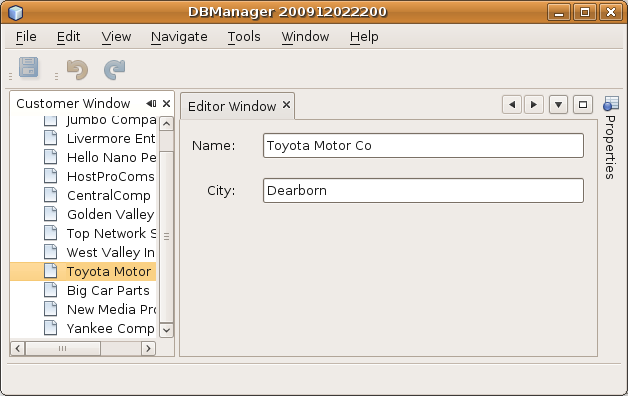 DBManager 200912022200
File Edit View Navigate Tools Window Help
Customer Window
Jumbo Compa
Livermore Ent
Hello Nano Pe
HostProComs
CentralComp
Golden Valley
Top Network S
West Valley In
Toyota Motor
Big Car Parts
New Media Pro
Yankee Comp
Editor Window
Name: Toyota Motor Co
City: Dearborn
Properties